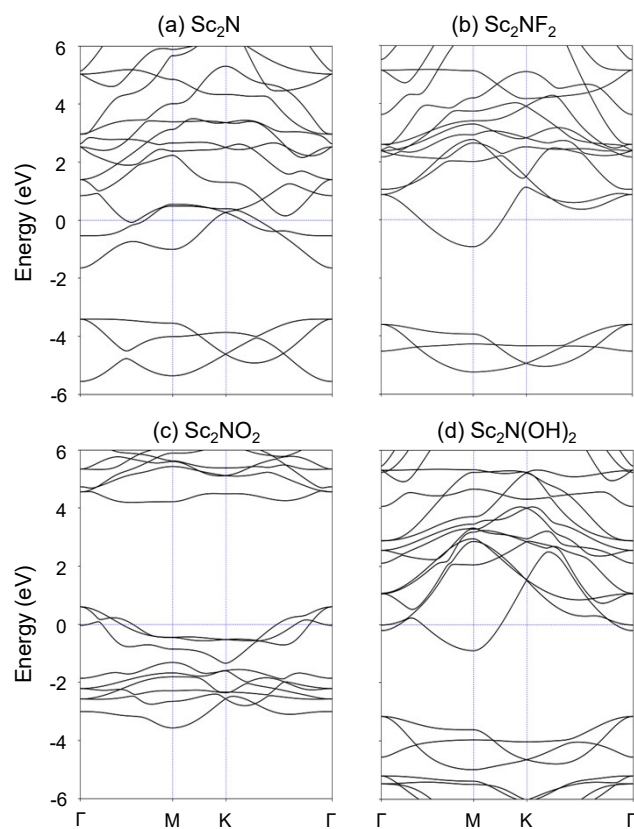 (a) Sc₂N
(b) Sc₂NF₂
6
4
2
0
-2
-4
-6
Energy (eV)
(c) Sc₂NO₂
(d) Sc₂N(OH)₂
6
4
2
0
-2
-4
-6
Energy (eV)
Γ M K Γ
Γ M K Γ